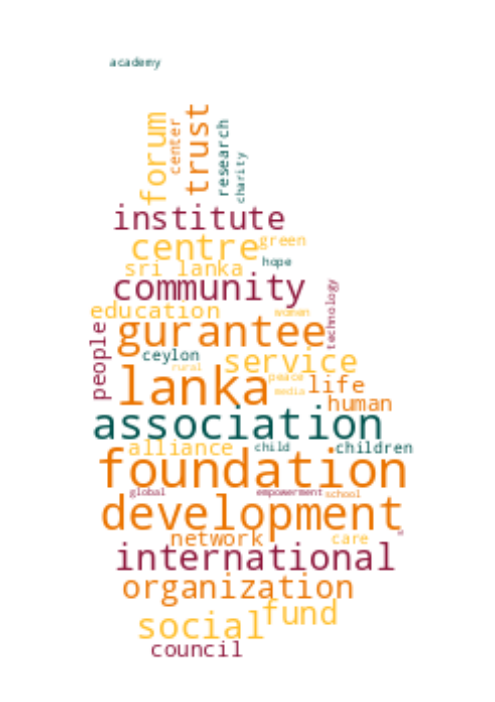 academy
forum
center
trust
research
charity
institute
centre
green
sri lanka
hope
community
technology
education
women
gurantee
people
ceylon
service
rural
lanka
peace
life
media
human
association
alliance
child
children
foundation
global
empowerment
school
development
network
care
international
organization
fund
social
council